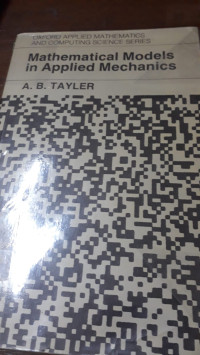 OXFORD APPLIED MATHEMATICS
AND COMPUTING SCIENCE SERIES
Mathematical Models
in Applied Mechanics
A. B. TAYLER